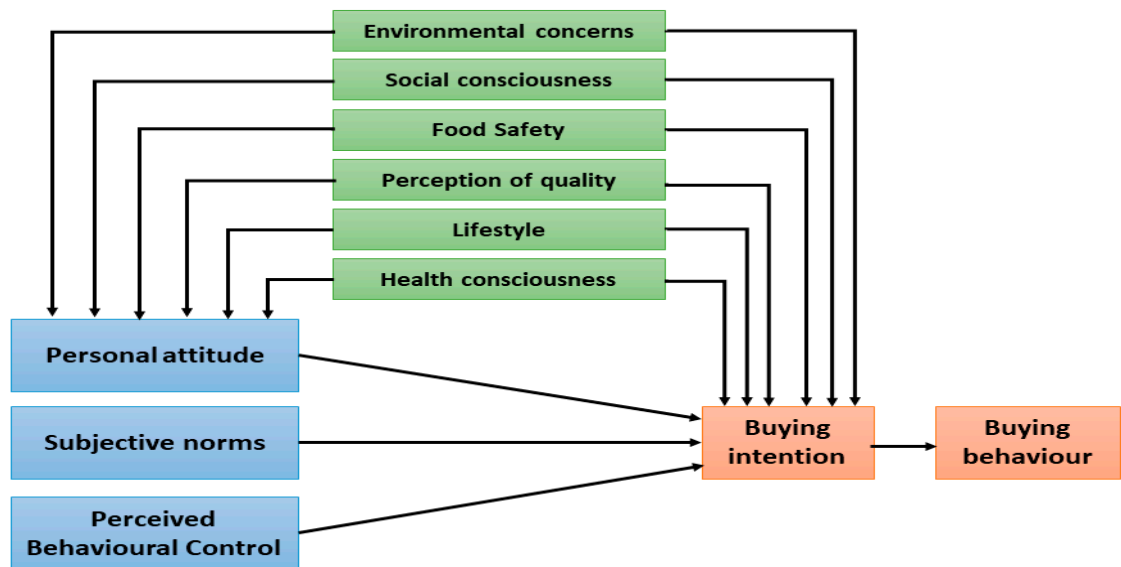 Environmental concerns
Social consciousness
Food Safety
Perception of quality
Lifestyle
Health consciousness
Personal attitude
Subjective norms
Perceived
Behavioural Control
Buying
intention
Buying
behaviour